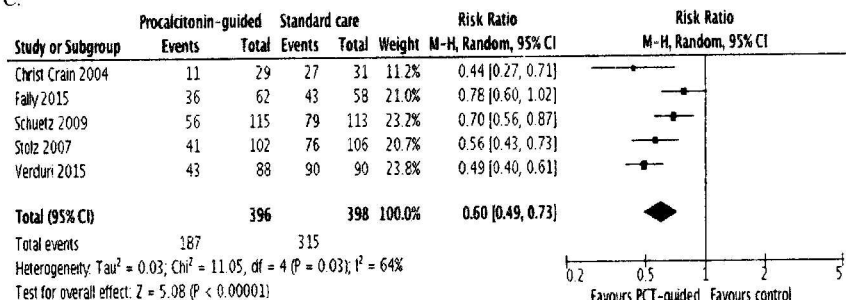 C.
Procalcitonin-guided Standard care Risk Ratio Risk Ratio
Study or Subgroup Events Total Events Total Weight M-H, Random, 95% CI M-H, Random, 95% CI
Christ Crain 2004 11 29 27 31 11.2% 0.44 [0.27, 0.71]
Fally 2015 36 62 43 58 21.0% 0.78 [0.60, 1.02]
Schuetz 2009 56 115 79 113 23.2% 0.70 [0.56, 0.87]
Stolz 2007 41 102 76 106 20.7% 0.56 [0.43, 0.73]
Verduri 2015 43 88 90 90 23.8% 0.49 [0.40, 0.61]
Total (95% CI) 396 398 100.0% 0.60 [0.49, 0.73]
Total events 187 315
Heterogeneity: Tau² = 0.03; Chi² = 11.05, df = 4 (P = 0.03); I² = 64%
Test for overall effect: Z = 5.08 (P < 0.00001)
0.2 0.5 1 2 5
Favours PCT-guided Favours control